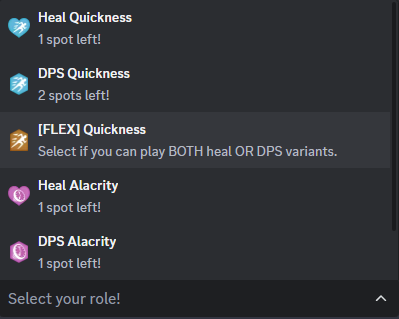 Heal Quickness
1 spot left!
DPS Quickness
2 spots left!
[FLEX] Quickness
Select if you can play BOTH heal OR DPS variants.
Heal Alacrity
1 spot left!
DPS Alacrity
1 spot left!
Select your role!